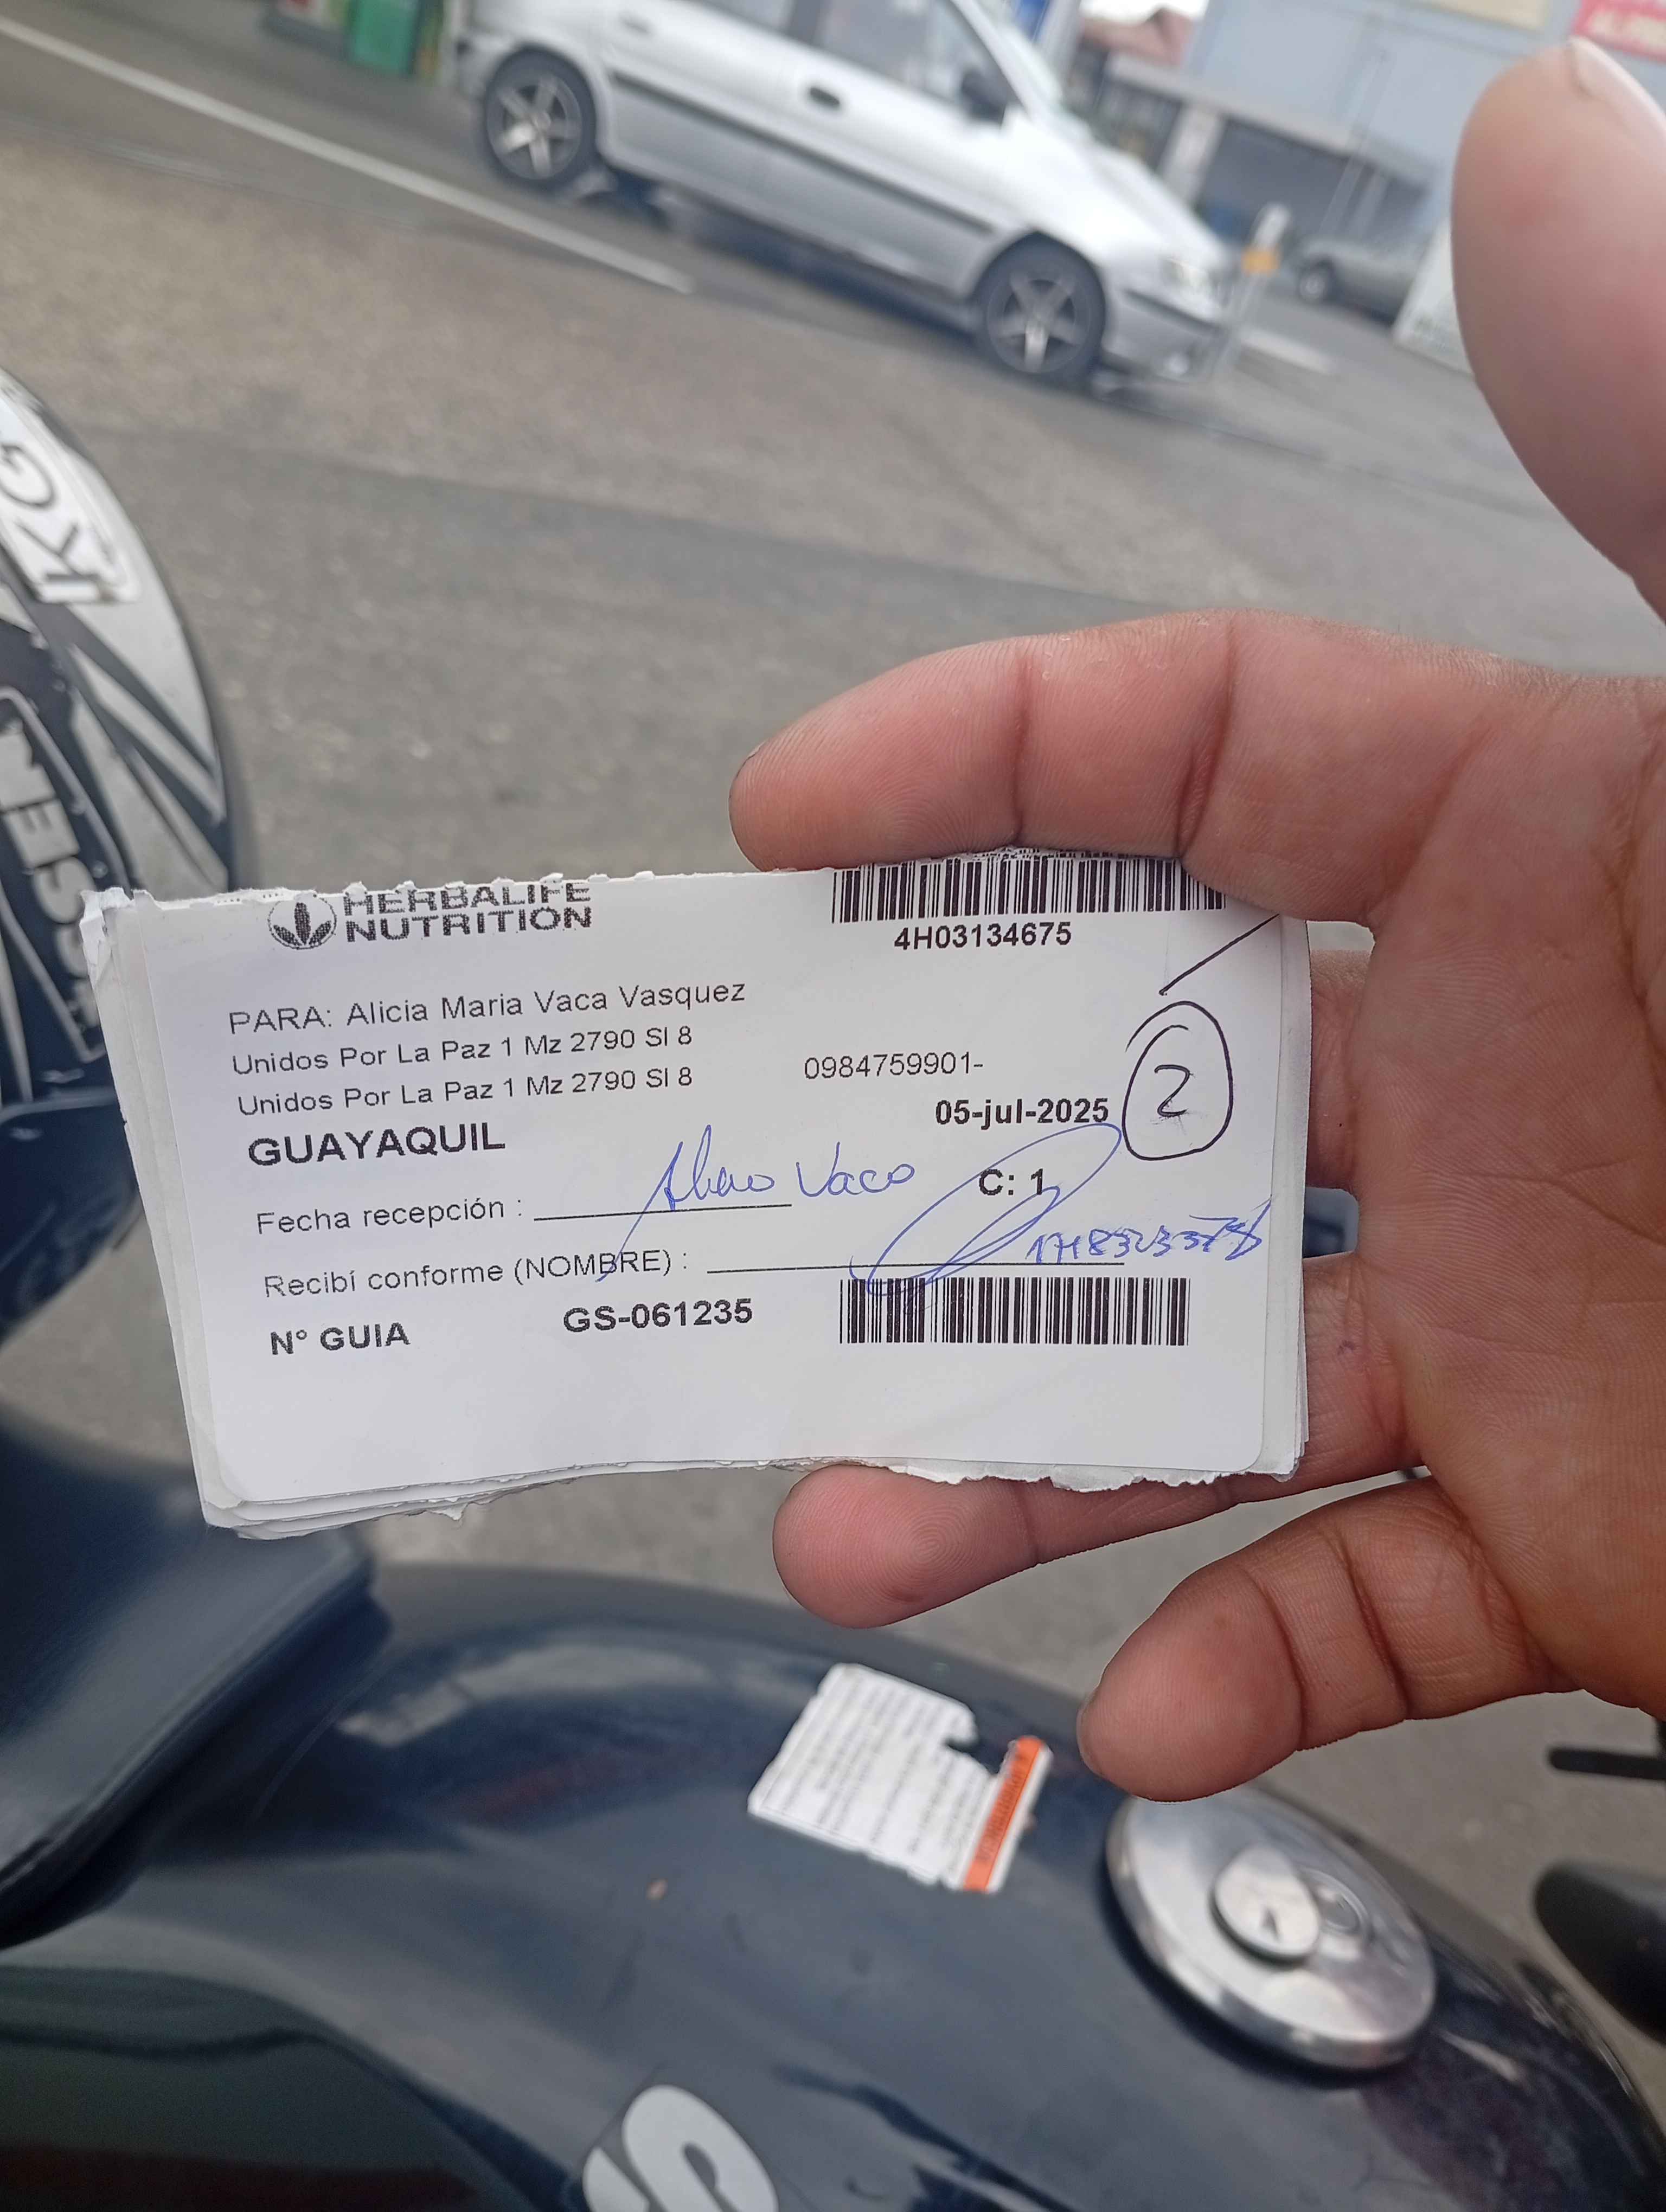 HERBALIFE
NUTRITION
4H03134675
PARA: Alicia Maria Vaca Vasquez
Unidos Por La Paz 1 Mz 2790 Sl 8
0984759901-
Unidos Por La Paz 1 Mz 2790 Sl 8
05-jul-2025
2
GUAYAQUIL
Vaca
C: 1
Fecha recepción :
Recibí conforme (NOMBRE) :
N° GUIA
GS-061235
KG